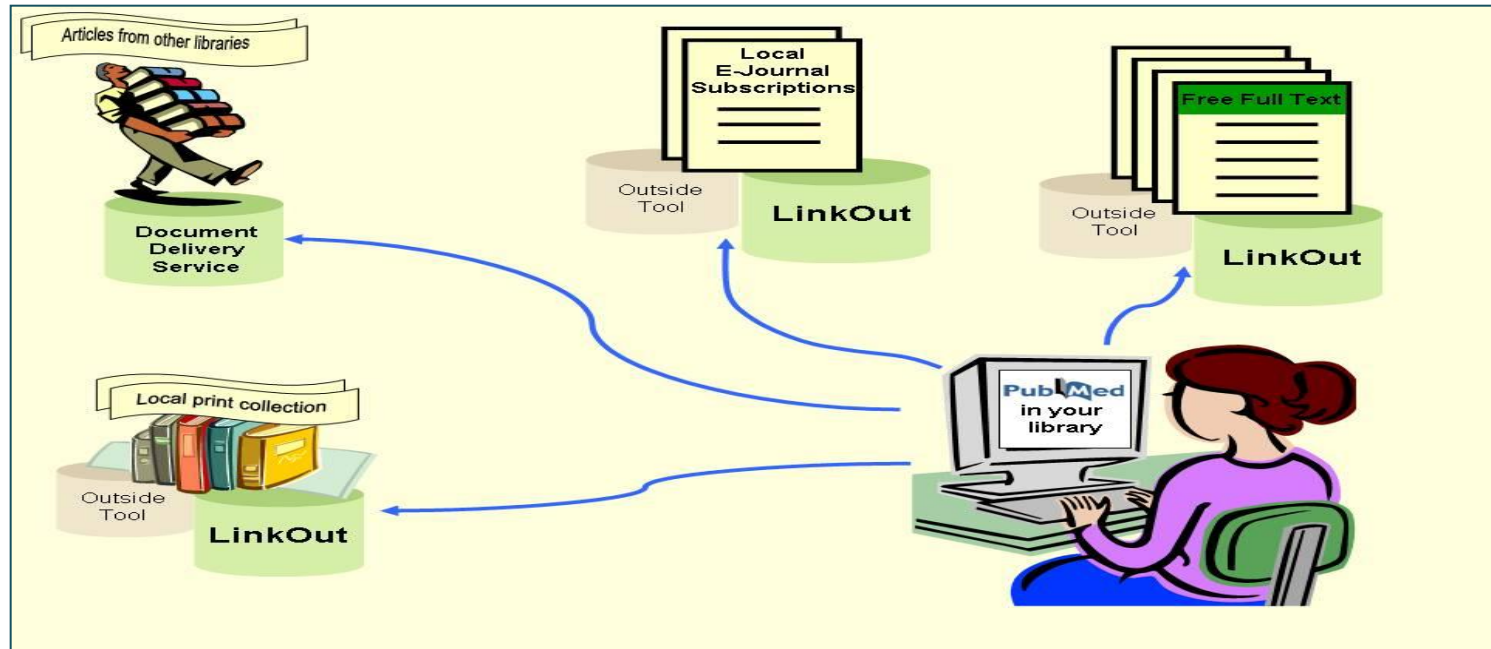 Articles from other libraries
Document
Delivery
Service
Local
E-Journal
Subscriptions
Outside
Tool
LinkOut
Free Full Text
Outside
Tool
LinkOut
Local print collection
Outside
Tool
LinkOut
PubMed
in your
library